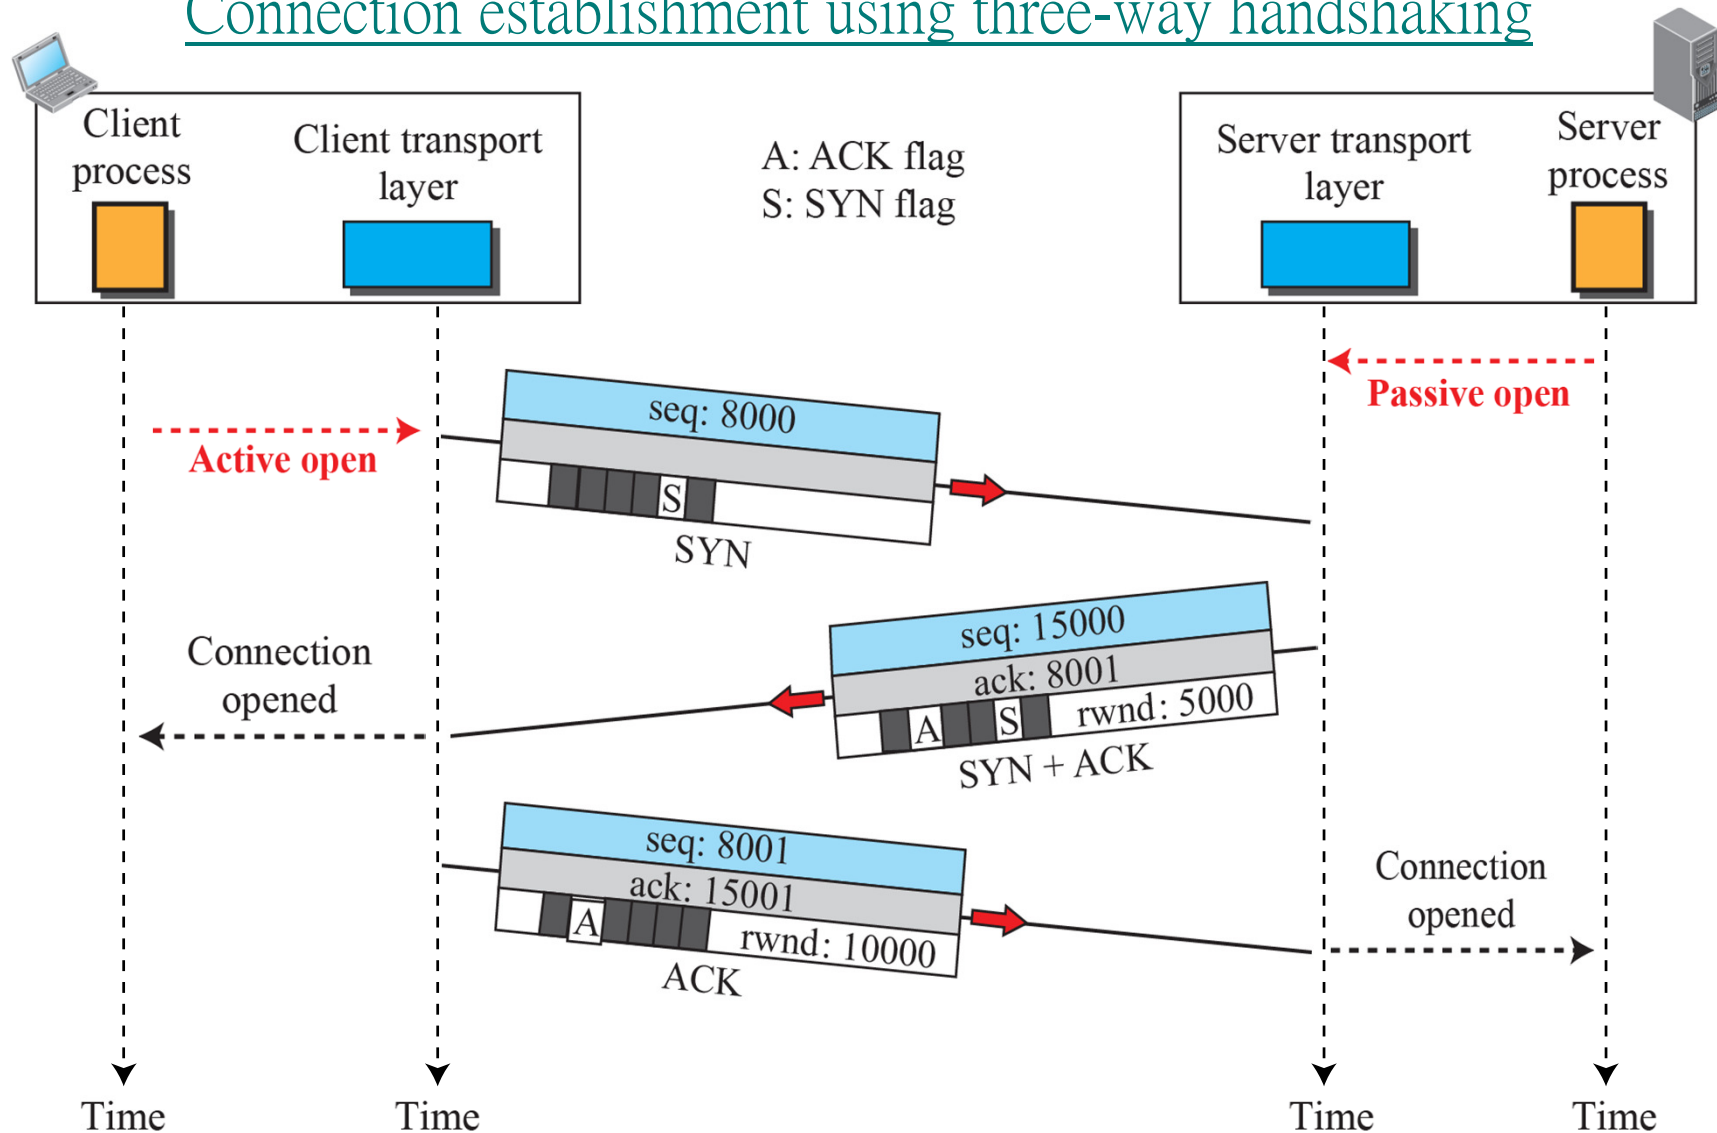 Connection establishment using three-way handshaking
Client
process
Client transport
layer
A: ACK flag
S: SYN flag
Server transport
layer
Server
process
Passive open
Active open
seq: 8000
S
SYN
Connection
opened
seq: 15000
ack: 8001
A
S
rwnd: 5000
SYN + ACK
seq: 8001
ack: 15001
A
rwnd: 10000
ACK
Connection
opened
Time
Time
Time
Time